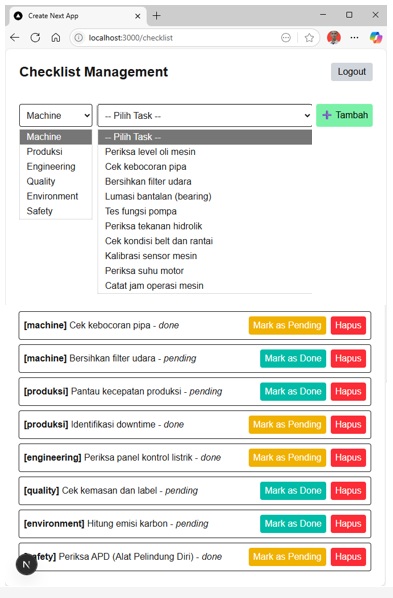 Create Next App
localhost:3000/checklist
Checklist Management
Logout
Machine
-- Pilih Task --
+ Tambah
Machine
Produksi
Engineering
Quality
Environment
Safety
-- Pilih Task --
Periksa level oli mesin
Cek kebocoran pipa
Bersihkan filter udara
Lumasi bantalan (bearing)
Tes fungsi pompa
Periksa tekanan hidrolik
Cek kondisi belt dan rantai
Kalibrasi sensor mesin
Periksa suhu motor
Catat jam operasi mesin
[machine] Cek kebocoran pipa - done Mark as Pending Hapus
[machine] Bersihkan filter udara - pending Mark as Done Hapus
[produksi] Pantau kecepatan produksi - pending Mark as Done Hapus
[produksi] Identifikasi downtime - done Mark as Pending Hapus
[engineering] Periksa panel kontrol listrik - done Mark as Pending Hapus
[quality] Cek kemasan dan label - pending Mark as Done Hapus
[environment] Hitung emisi karbon - pending Mark as Done Hapus
N afety] Periksa APD (Alat Pelindung Diri) - done Mark as Pending Hapus